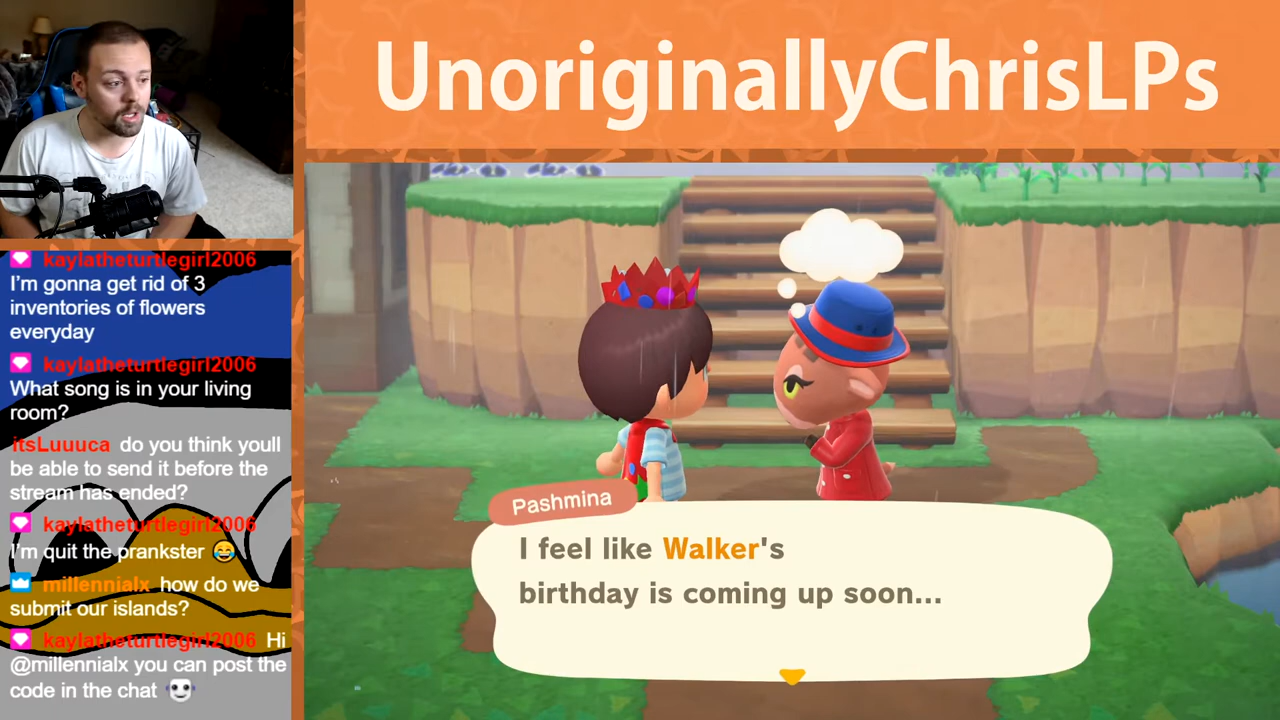 UnoriginallyChrisLPs
kaylatheturtlegirl2006
I'm gonna get rid of 3
inventories of flowers
everyday
kaylatheturtlegirl2006
What song is in your living
room?
itsLuuuca do you think youll
be able to send it before the
stream has ended?
kaylatheturtlegirl2006
I'm quit the prankster 😂
millennialx how do we
submit our islands?
kaylatheturtlegirl2006 Hi
@millennialx you can post the
code in the chat
Pashmina
I feel like Walker's
birthday is coming up soon...